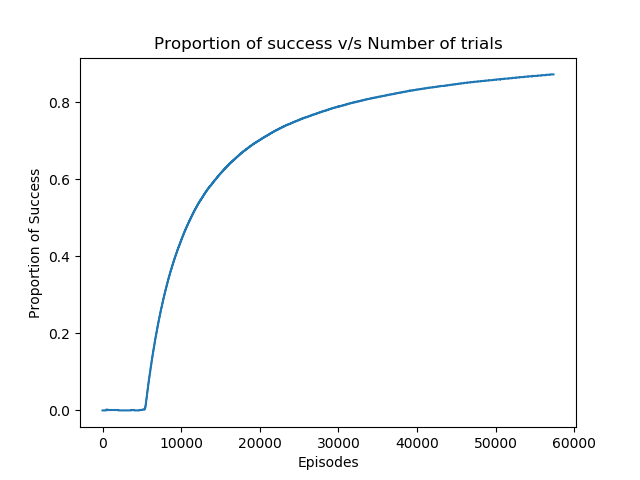 Proportion of success v/s Number of trials
Proportion of Success
0.8
0.6
0.4
0.2
0.0
0 10000 20000 30000 40000 50000 60000
Episodes